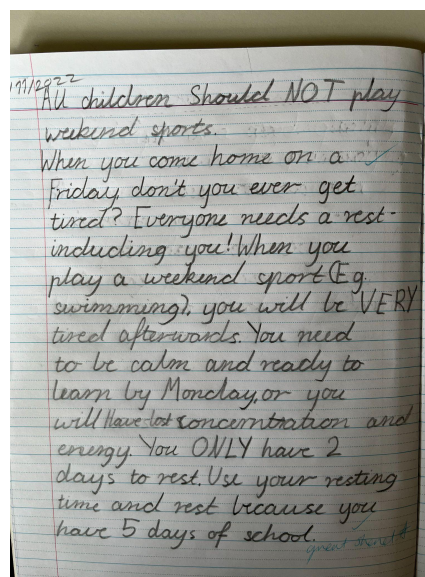 11/2022
All children Should NOT play
weekend sports.
When you come home on a
Friday don't you ever get
tired? Everyone needs a rest-
including you! When you
play a weekend sport (Eg.
swimming), you will be VERY
tired afterwards. You need
to be calm and ready to
learn by Monday, or you
will Have lost concentration and
energy. You ONLY have 2
days to rest. Use your resting
time and rest because you
have 5 days of school.
great